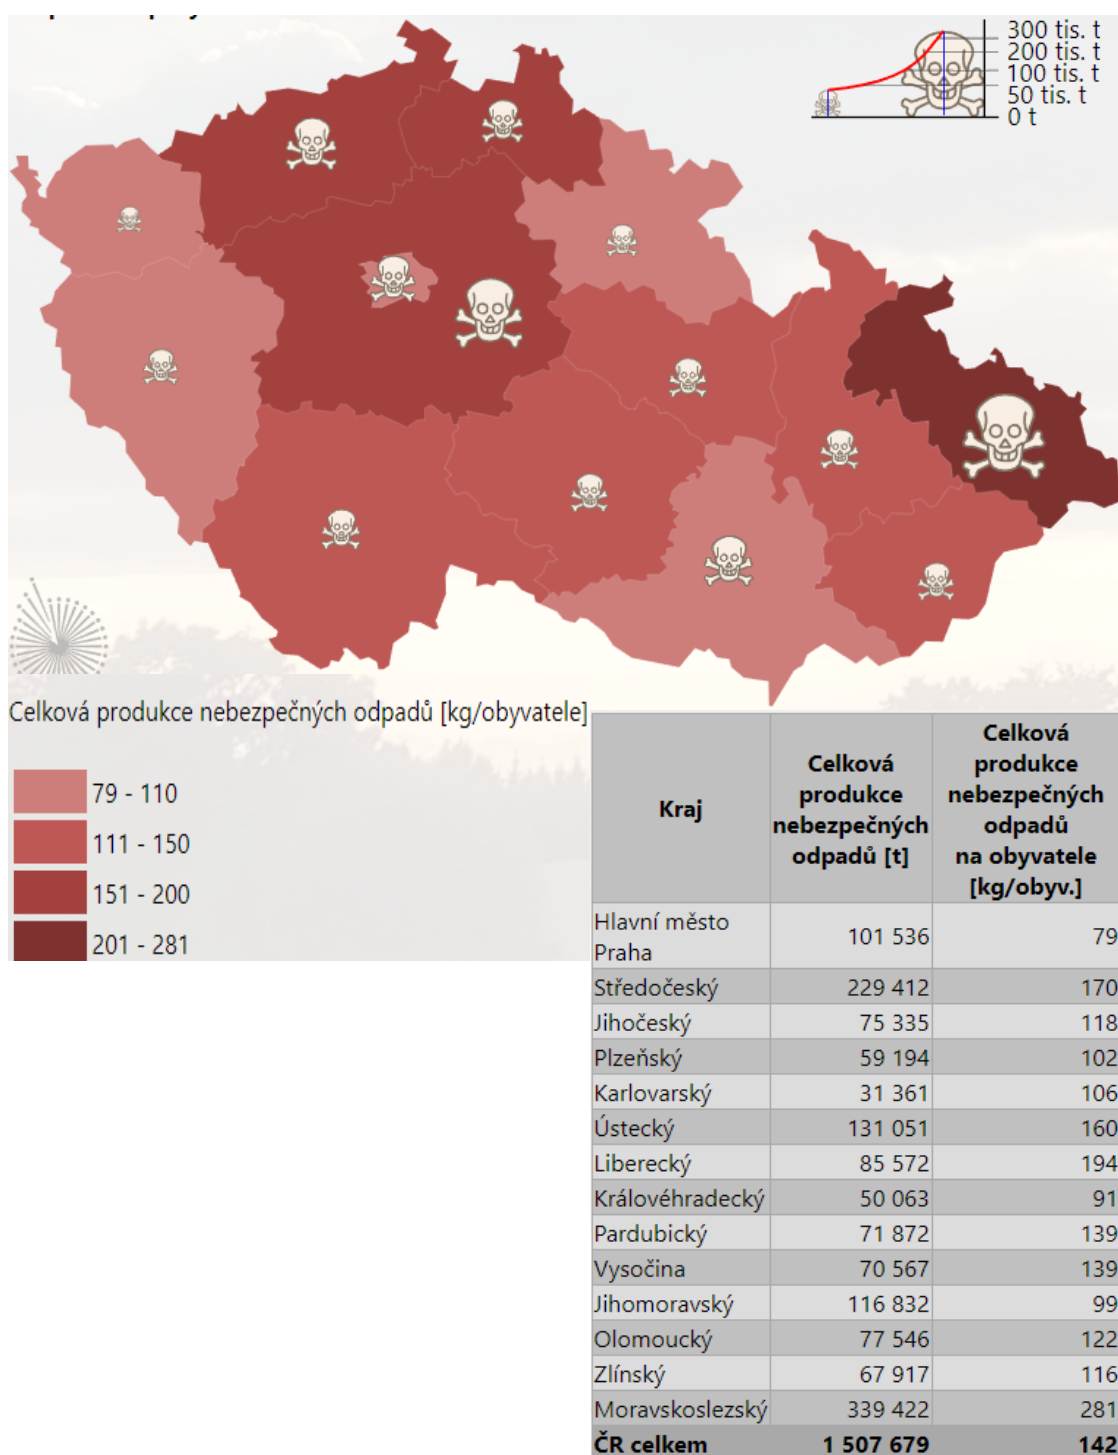 300 tis. t
200 tis. t
100 tis. t
50 tis. t
0 t
Celková produkce nebezpečných odpadů [kg/obyvatele]
79 - 110
111 - 150
151 - 200
201 - 281
Kraj
Celková
produkce
nebezpečných
odpadů [t]
Celková
produkce
nebezpečných
odpadů
na obyvatele
[kg/obyv.]
Hlavní město
Praha 101 536 79
Středočeský 229 412 170
Jihočeský 75 335 118
Plzeňský 59 194 102
Karlovarský 31 361 106
Ústecký 131 051 160
Liberecký 85 572 194
Královéhradecký 50 063 91
Pardubický 71 872 139
Vysočina 70 567 139
Jihomoravský 116 832 99
Olomoucký 77 546 122
Zlínský 67 917 116
Moravskoslezský 339 422 281
ČR celkem 1 507 679 142